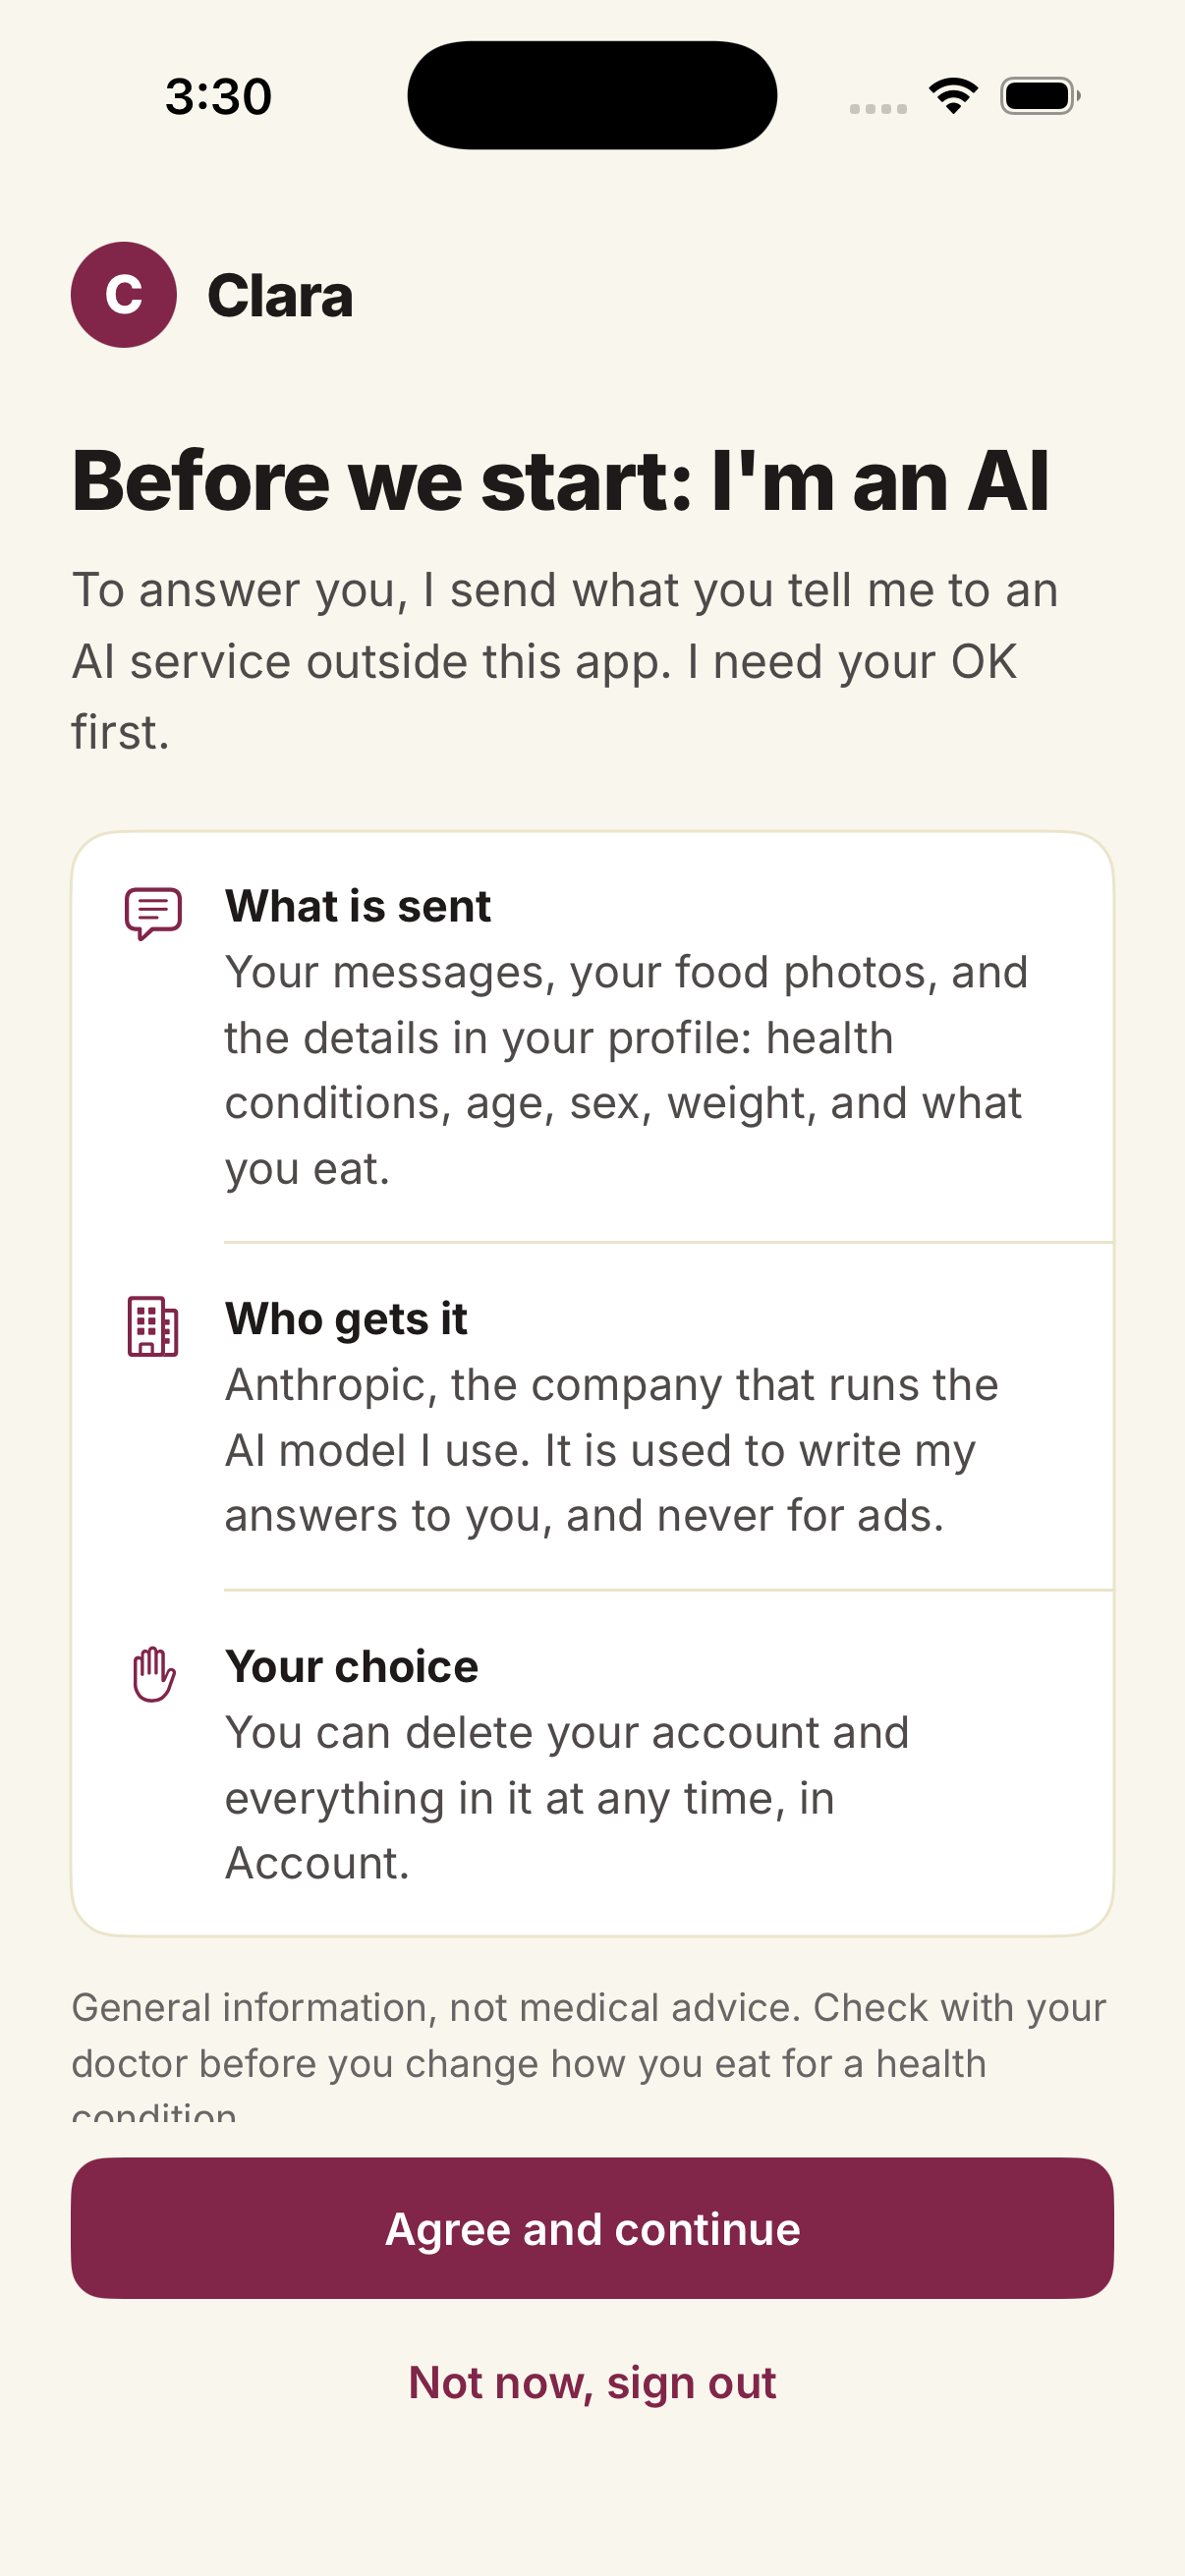 3:30
C
Clara
Before we start: I'm an AI
To answer you, I send what you tell me to an
AI service outside this app. I need your OK
first.
What is sent
Your messages, your food photos, and
the details in your profile: health
conditions, age, sex, weight, and what
you eat.
Who gets it
Anthropic, the company that runs the
AI model I use. It is used to write my
answers to you, and never for ads.
Your choice
You can delete your account and
everything in it at any time, in
Account.
General information, not medical advice. Check with your
doctor before you change how you eat for a health
condition
Agree and continue
Not now, sign out